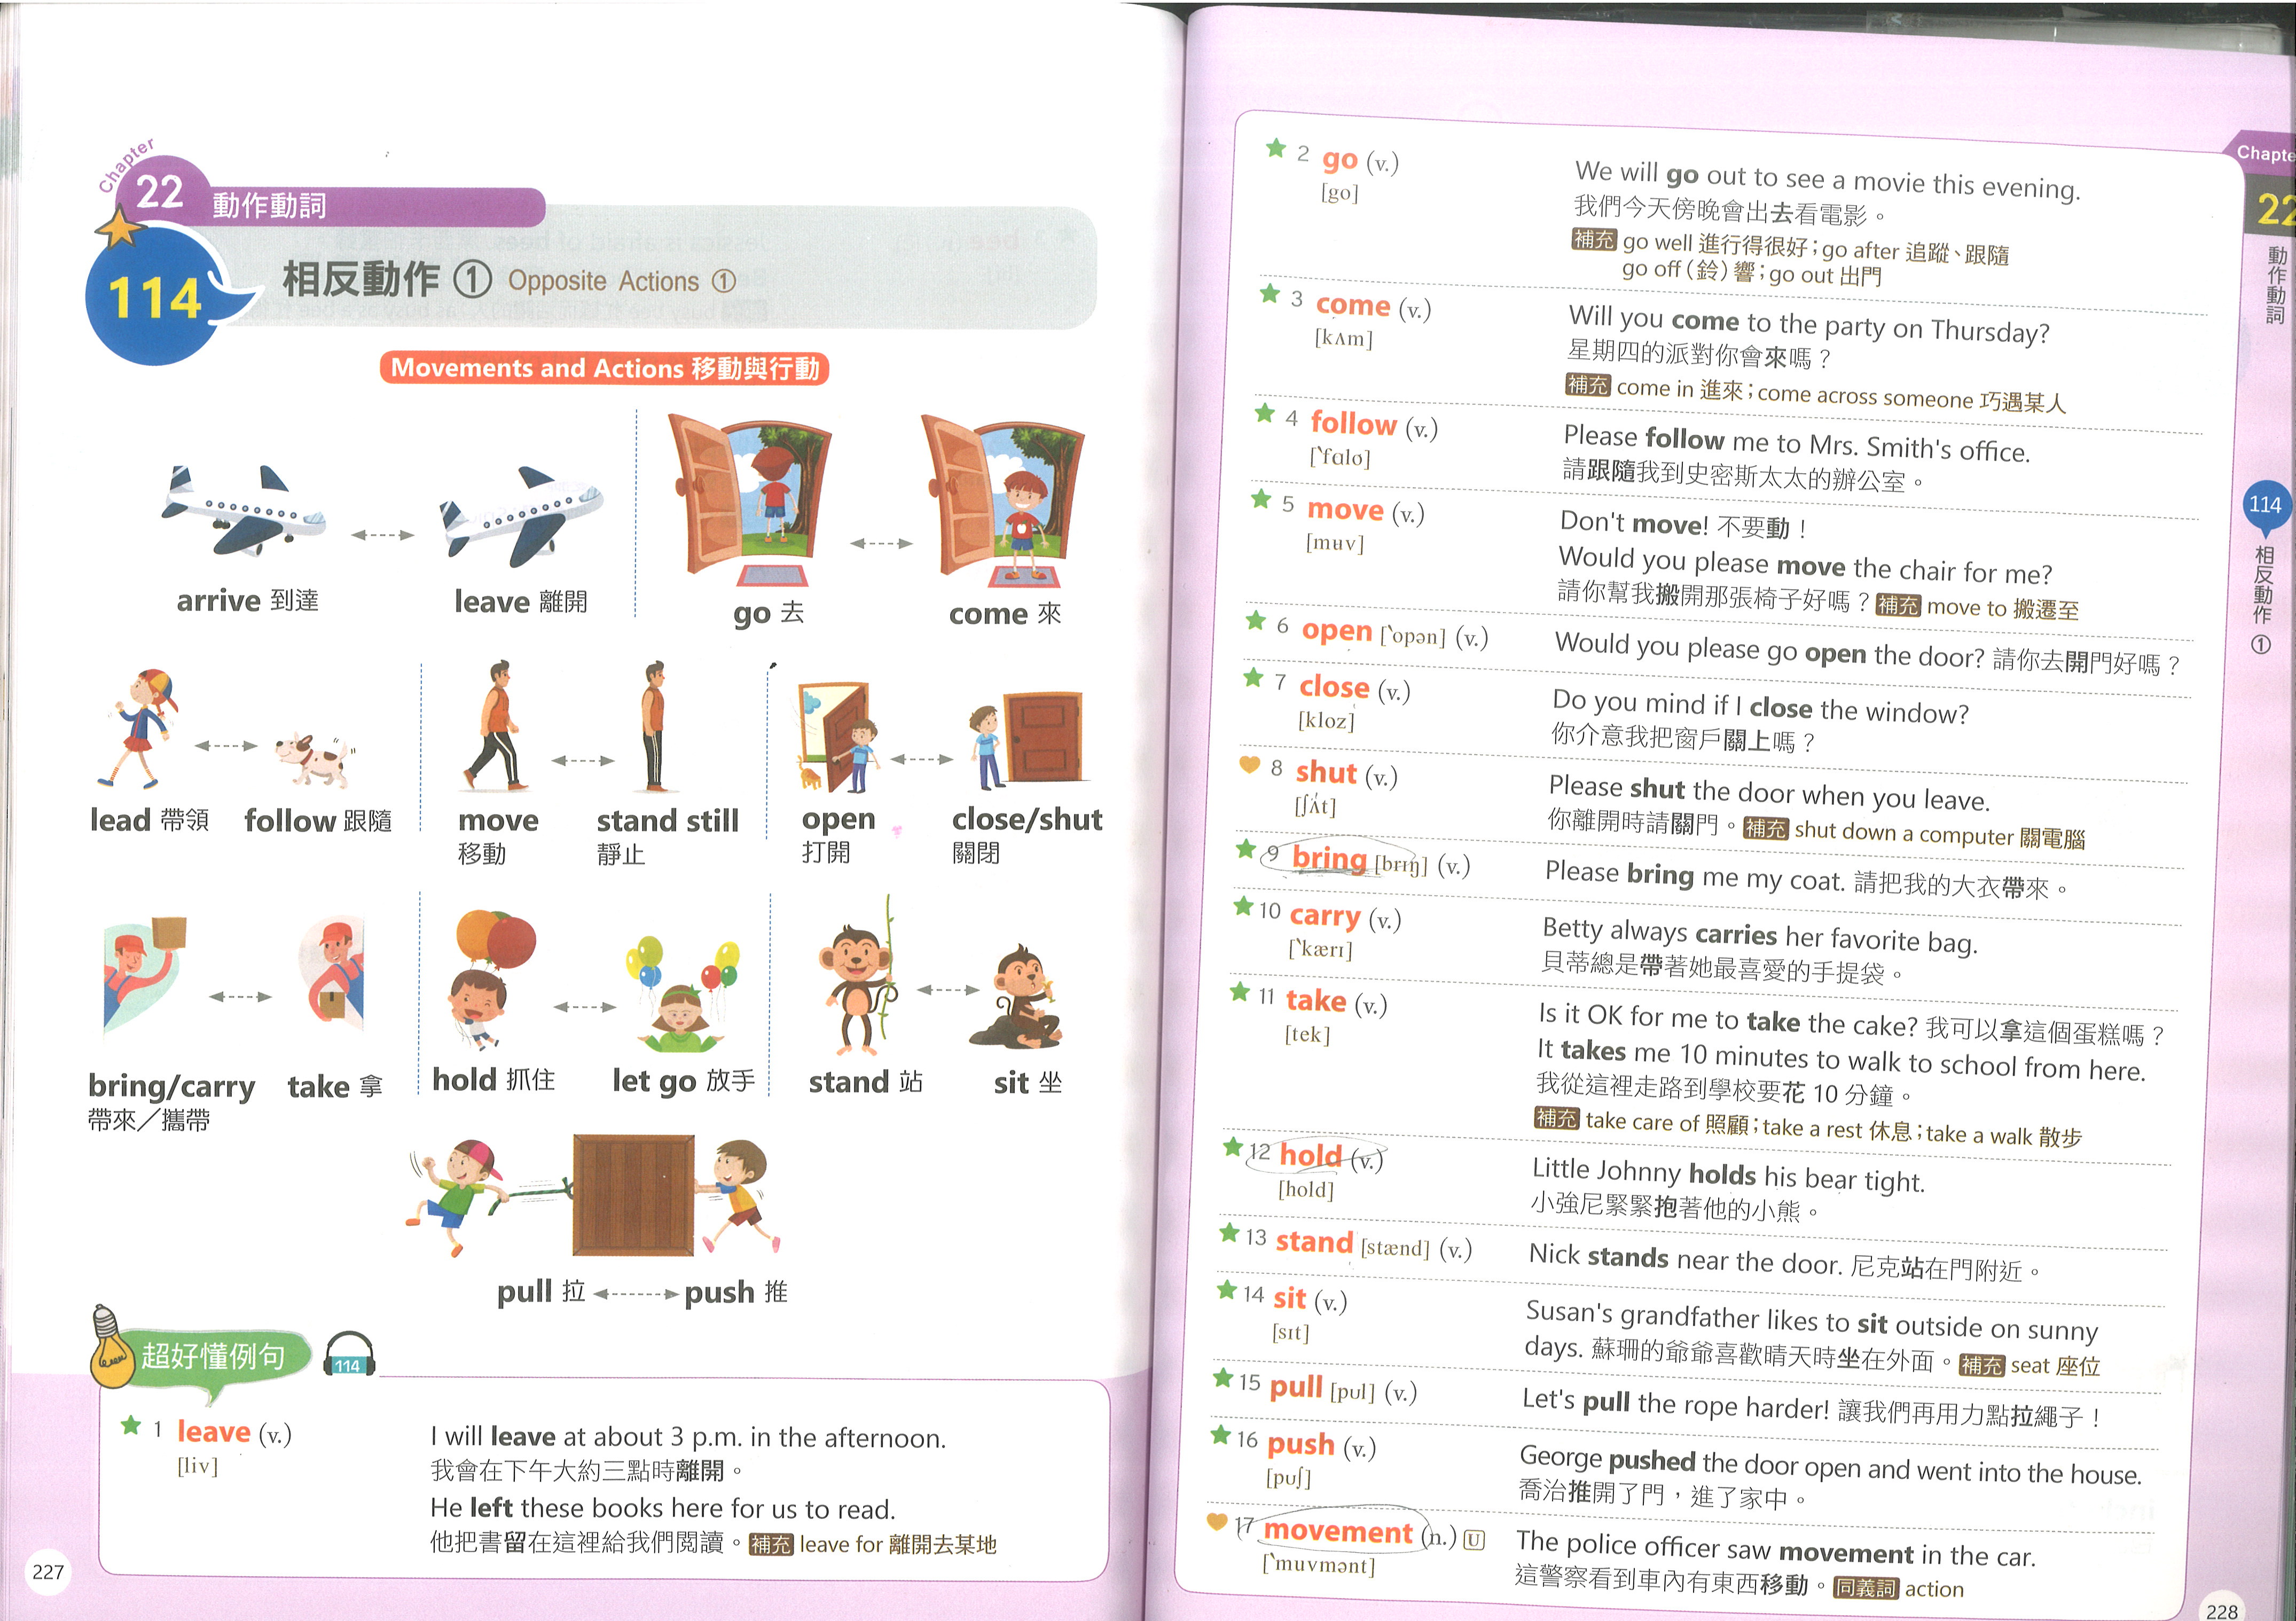 Chapter
22 動作動詞
114 相反動作 ① Opposite Actions ①
Movements and Actions 移動與行動
arrive 到達
leave 離開
go 去
come 來
lead 帶領
follow 跟隨
move
移動
stand still
靜止
open
打開
close/shut
關閉
bring/carry
帶來／攜帶
take 拿
hold 抓住
let go 放手
stand 站
sit 坐
pull 拉
push 推
超好懂例句
114
1 leave (v.)
[liv]
I will leave at about 3 p.m. in the afternoon.
我會在下午大約三點時離開。
He left these books here for us to read.
他把書留在這裡給我們閱讀。補充 leave for 離開去某地
227
2 go (v.)
[go]
We will go out to see a movie this evening.
我們今天傍晚會出去看電影。
補充 go well 進行得很好；go after 追蹤、跟隨
go off（鈴）響；go out 出門
3 come (v.)
[kʌm]
Will you come to the party on Thursday?
星期四的派對你會來嗎？
補充 come in 進來；come across someone 巧遇某人
4 follow (v.)
[ˋfɑlo]
Please follow me to Mrs. Smith's office.
請跟隨我到史密斯太太的辦公室。
5 move (v.)
[muv]
Don't move! 不要動！
Would you please move the chair for me?
請你幫我搬開那張椅子好嗎？補充 move to 搬遷至
6 open [ˋopən] (v.)
Would you please go open the door? 請你去開門好嗎？
7 close (v.)
[kloz]
Do you mind if I close the window?
你介意我把窗戶關上嗎？
8 shut (v.)
[ʃʌt]
Please shut the door when you leave.
你離開時請關門。補充 shut down a computer 關電腦
9 bring [brɪŋ] (v.)
Please bring me my coat. 請把我的大衣帶來。
10 carry (v.)
[ˋkærɪ]
Betty always carries her favorite bag.
貝蒂總是帶著她最喜愛的手提袋。
11 take (v.)
[tek]
Is it OK for me to take the cake? 我可以拿這個蛋糕嗎？
It takes me 10 minutes to walk to school from here.
我從這裡走路到學校要花 10 分鐘。
補充 take care of 照顧；take a rest 休息；take a walk 散步
12 hold (v.)
[hold]
Little Johnny holds his bear tight.
小強尼緊緊抱著他的小熊。
13 stand [stænd] (v.)
Nick stands near the door. 尼克站在門附近。
14 sit (v.)
[sɪt]
Susan's grandfather likes to sit outside on sunny
days. 蘇珊的爺爺喜歡晴天時坐在外面。補充 seat 座位
15 pull [pʊl] (v.)
Let's pull the rope harder! 讓我們再用力點拉繩子！
16 push (v.)
[pʊʃ]
George pushed the door open and went into the house.
喬治推開了門，進了家中。
17 movement (n.) U
[ˋmuvmənt]
The police officer saw movement in the car.
這警察看到車內有東西移動。同義詞 action
228
Chapte
22
動作動詞
114
相反動作 ①